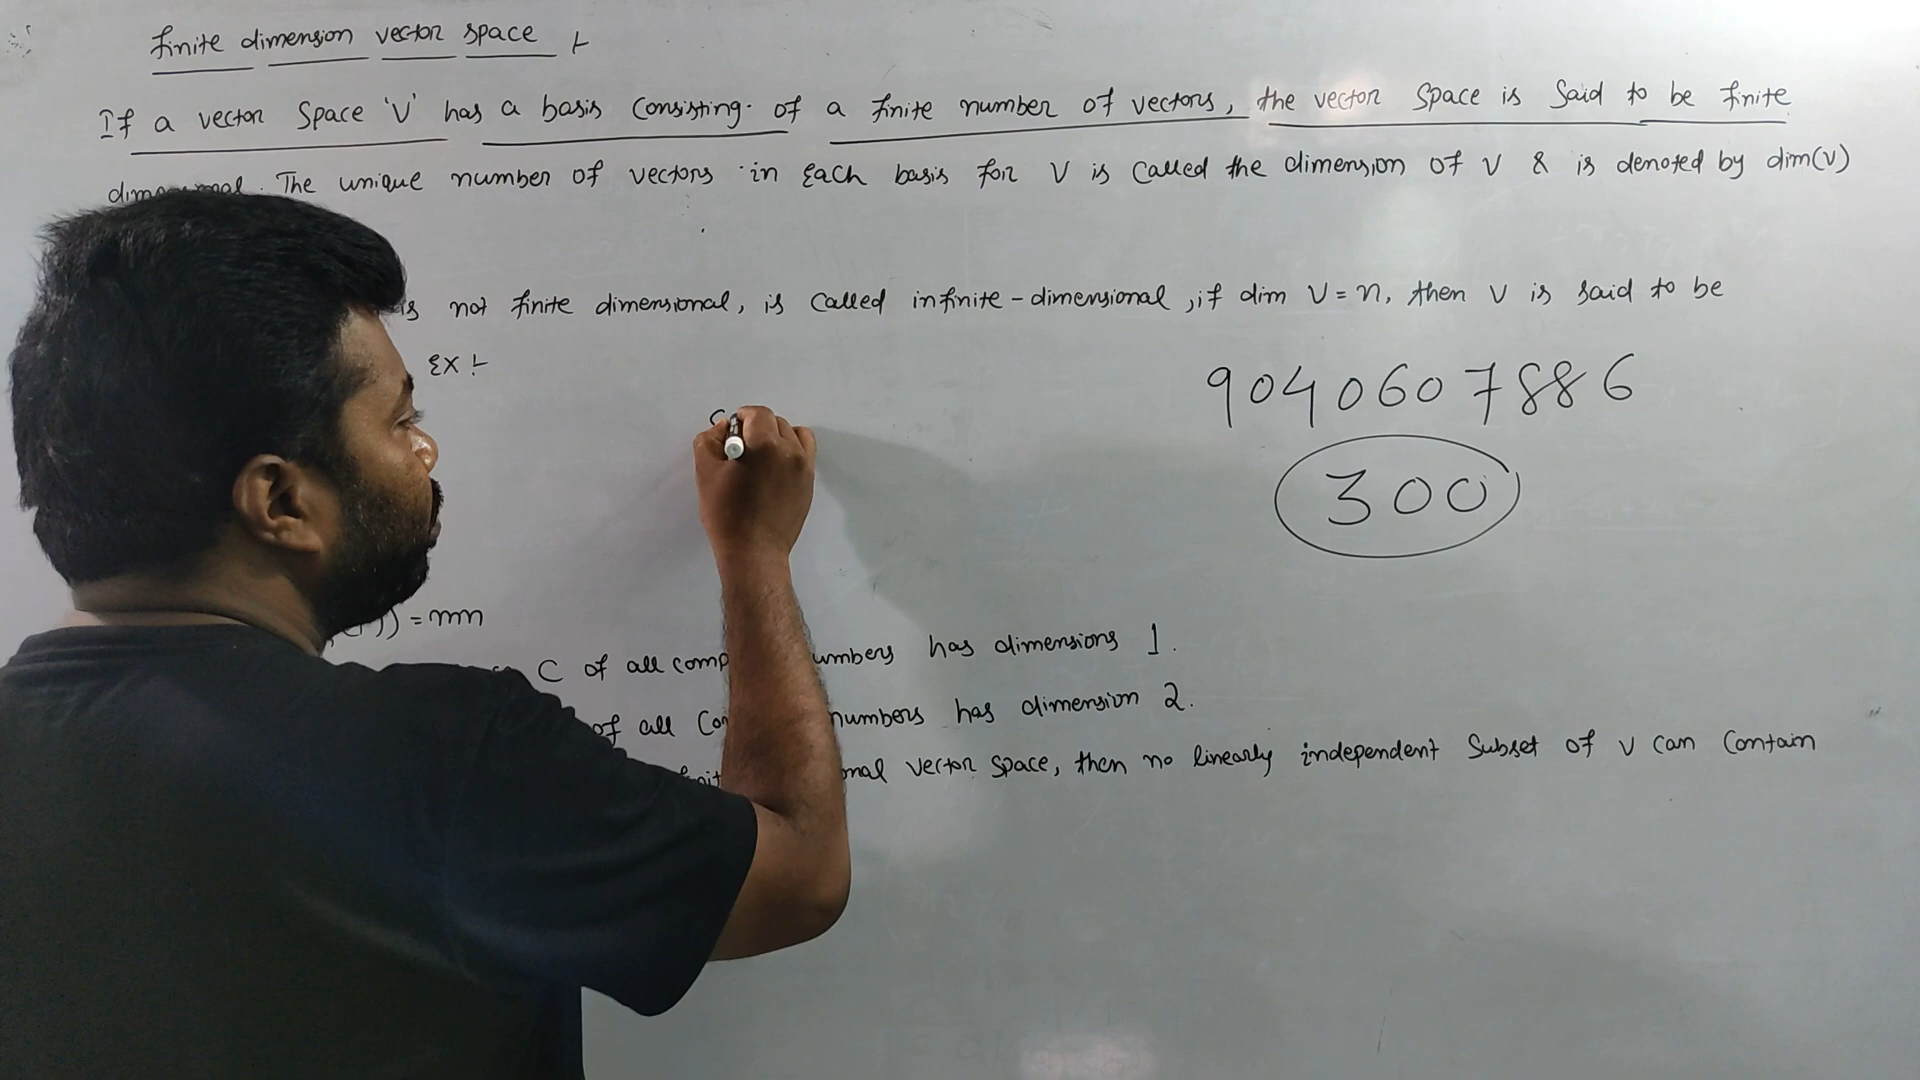 finite dimension vector space :-
If a vector Space 'V' has a basis consisting of a finite number of vectors, the vector space is said to be finite
dimensional. The unique number of vectors in each basis for V is called the dimension of V & is denoted by dim(V)
is not finite dimensional, is called infinite-dimensional, if dim V = n, then V is said to be
Ex :-
9040607886
300
)) = mn
C of all comp umbers has dimensions 1.
of all Co numbers has dimension 2.
onal vector space, then no linearly independent subset of V can contain